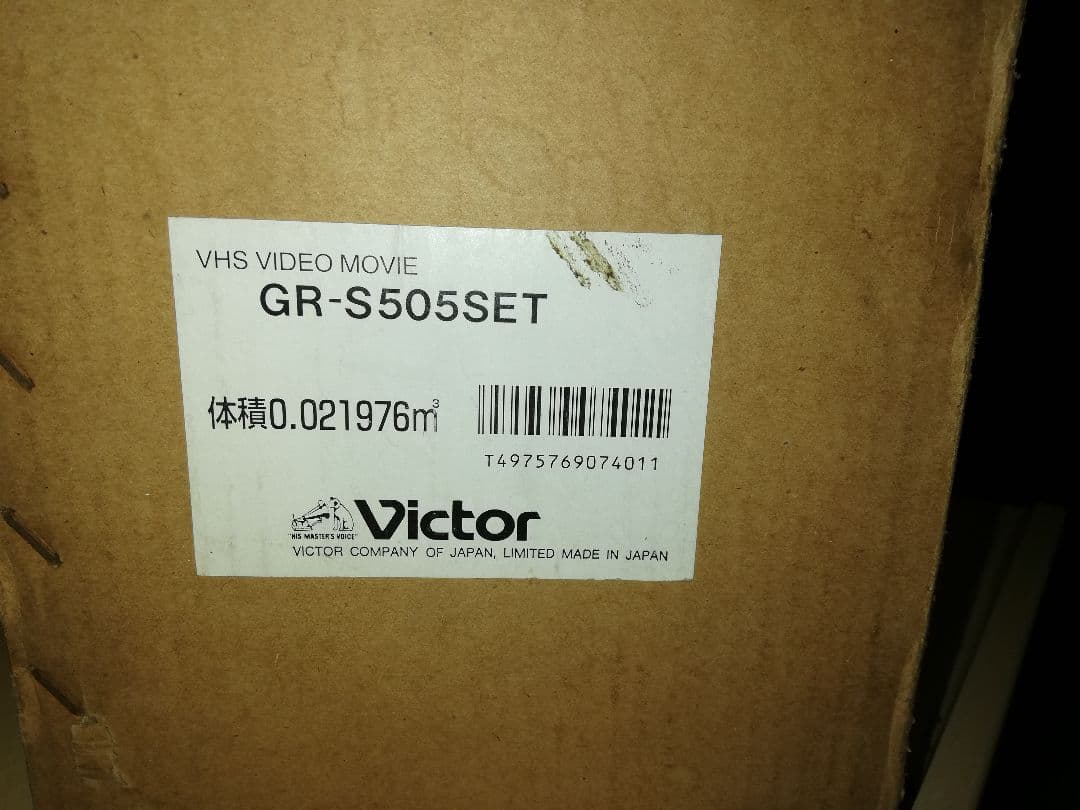 VHS VIDEO MOVIE
GR-S505SET
体積0.021976m³
T4975769074011
"HIS MASTER'S VOICE"
Victor
VICTOR COMPANY OF JAPAN, LIMITED MADE IN JAPAN